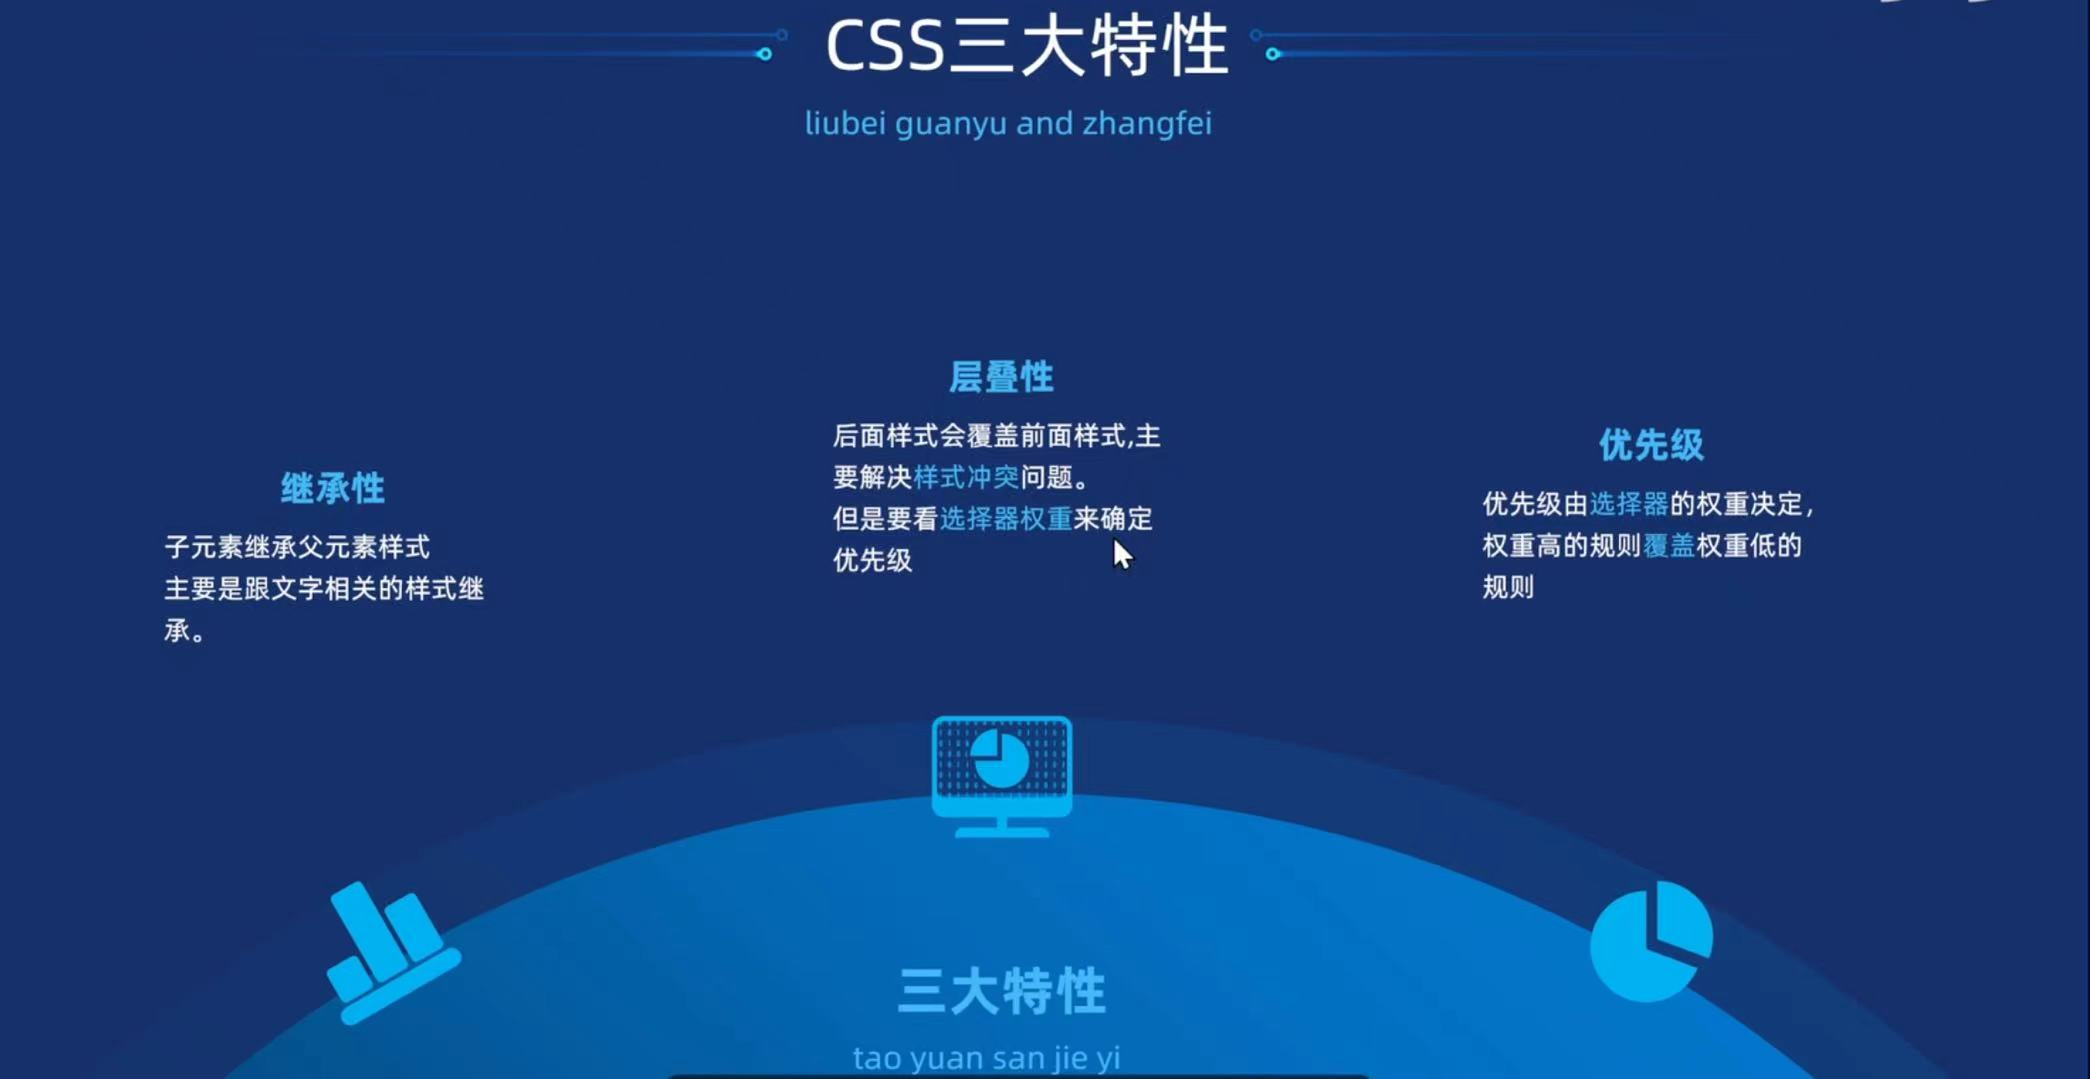 CSS三大特性
liubei guanyu and zhangfei
继承性
子元素继承父元素样式
主要是跟文字相关的样式继
承。
层叠性
后面样式会覆盖前面样式,主
要解决样式冲突问题。
但是要看选择器权重来确定
优先级
优先级
优先级由选择器的权重决定,
权重高的规则覆盖权重低的
规则
三大特性
tao yuan san jie yi